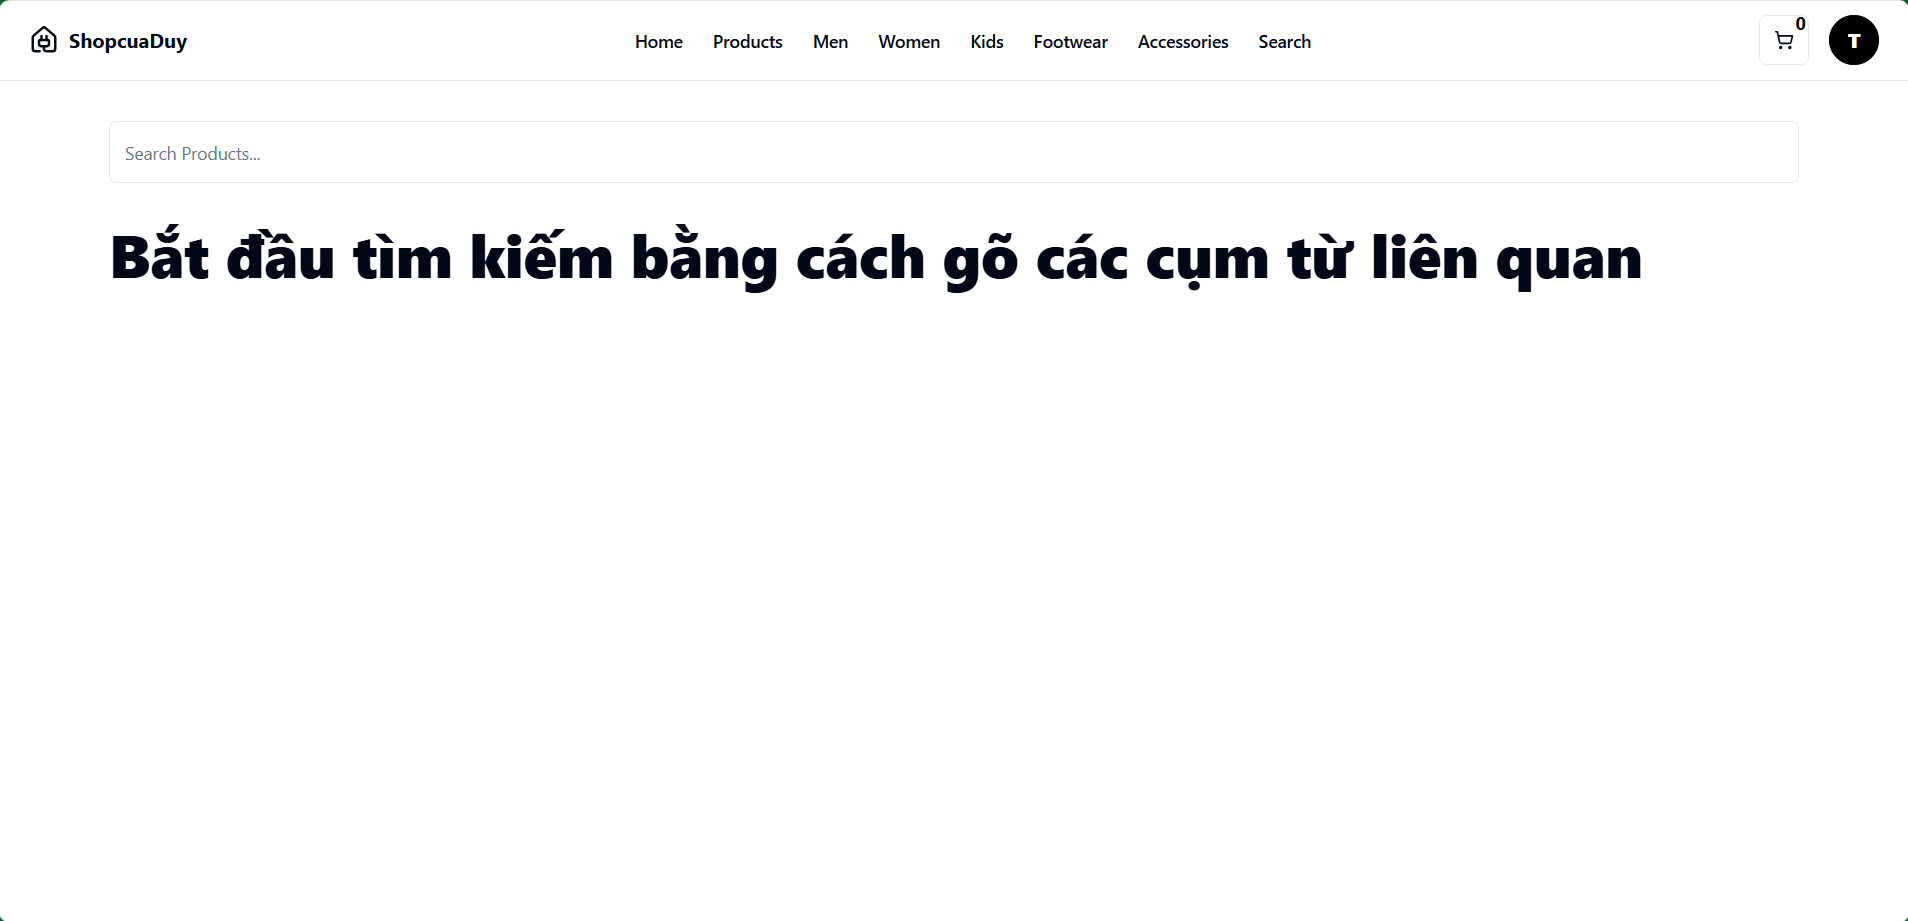 ShopcuaDuy
Home Products Men Women Kids Footwear Accessories Search
0
T
Search Products...
Bắt đầu tìm kiếm bằng cách gõ các cụm từ liên quan